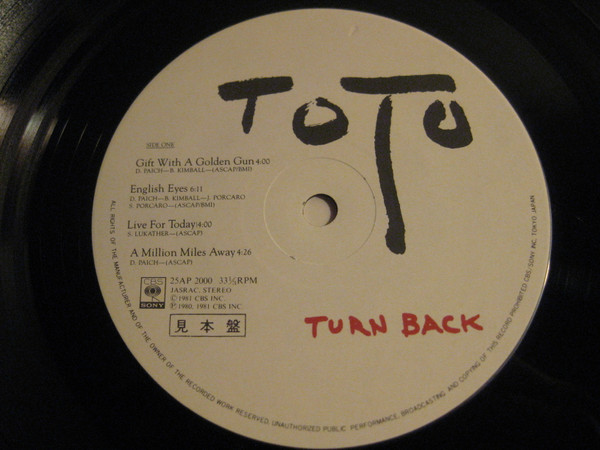 TOTO
SIDE ONE
Gift With A Golden Gun 4:00
D. PAICH—B. KIMBALL—(ASCAP/BMI)
English Eyes 6:11
D. PAICH—B. KIMBALL—J. PORCARO
S. PORCARO—(ASCAP/BMI)
Live For Today 4:00
S. LUKATHER—(ASCAP)
A Million Miles Away 4:26
D. PAICH—(ASCAP)
CBS
SONY
25AP 2000 33⅓RPM
JASRAC, STEREO
Ⓒ1981 CBS INC.
Ⓟ1980, 1981 CBS INC.
見本盤
TURN BACK
ALL RIGHTS OF THE MANUFACTURER AND OF THE OWNER OF THE RECORDED WORK RESERVED. UNAUTHORIZED PUBLIC PERFORMANCE, BROADCASTING AND COPYING OF THIS RECORD PROHIBITED. CBS/SONY INC. TOKYO JAPAN.